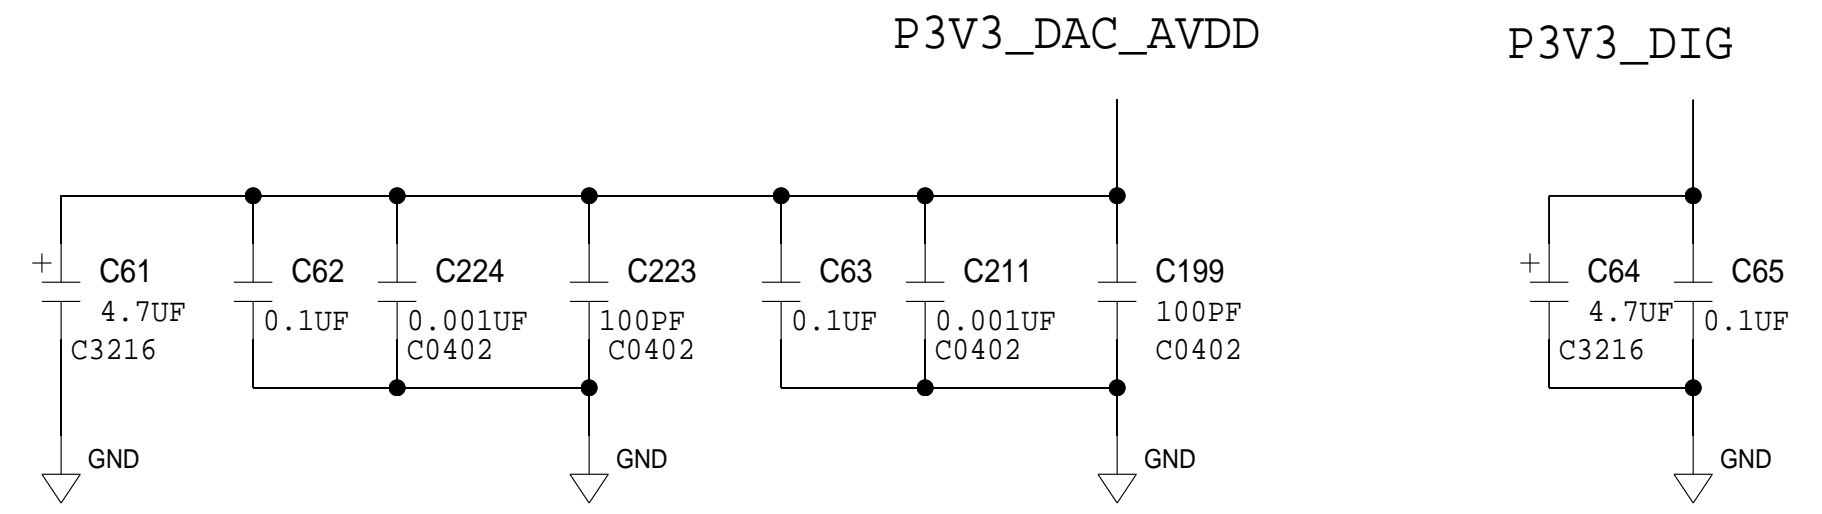 P3V3_DAC_AVDD
P3V3_DIG
+ C61
4.7UF
C3216
C62
0.1UF
C224
0.001UF
C0402
C223
100PF
C0402
C63
0.1UF
C211
0.001UF
C0402
C199
100PF
C0402
+ C64
4.7UF
C3216
C65
0.1UF
GND
GND
GND
GND